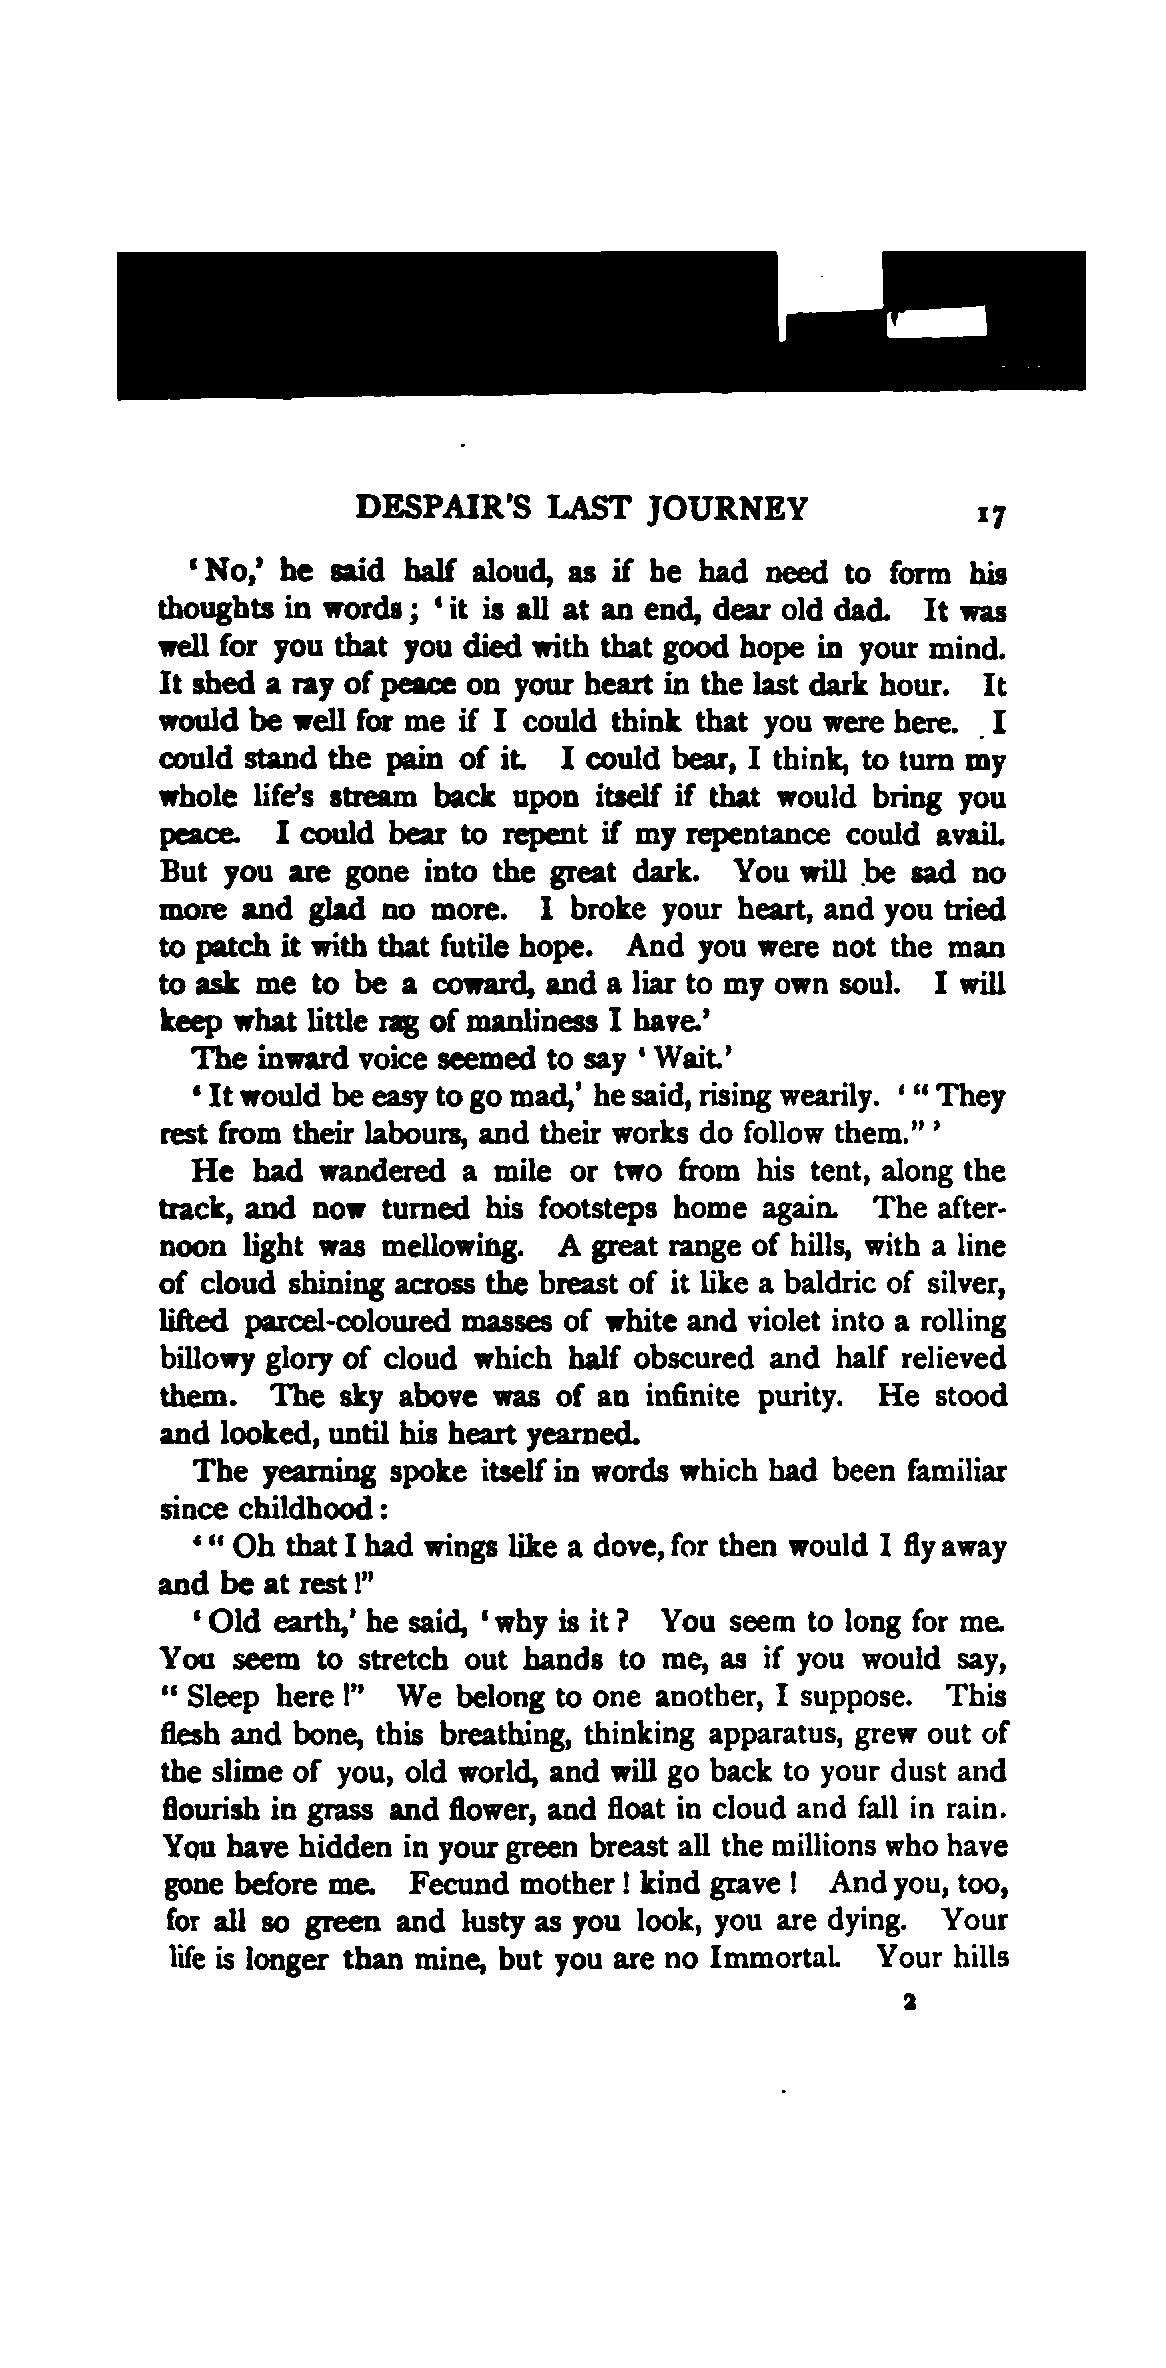 DESPAIR'S LAST JOURNEY 17
'No,' he said half aloud, as if he had need to form his
thoughts in words; 'it is all at an end, dear old dad. It was
well for you that you died with that good hope in your mind.
It shed a ray of peace on your heart in the last dark hour. It
would be well for me if I could think that you were here. I
could stand the pain of it. I could bear, I think, to turn my
whole life's stream back upon itself if that would bring you
peace. I could bear to repent if my repentance could avail.
But you are gone into the great dark. You will be sad no
more and glad no more. I broke your heart, and you tried
to patch it with that futile hope. And you were not the man
to ask me to be a coward, and a liar to my own soul. I will
keep what little rag of manliness I have.'
The inward voice seemed to say 'Wait.'
'It would be easy to go mad,' he said, rising wearily. '"They
rest from their labours, and their works do follow them."'
He had wandered a mile or two from his tent, along the
track, and now turned his footsteps home again. The after-
noon light was mellowing. A great range of hills, with a line
of cloud shining across the breast of it like a baldric of silver,
lifted parcel-coloured masses of white and violet into a rolling
billowy glory of cloud which half obscured and half relieved
them. The sky above was of an infinite purity. He stood
and looked, until his heart yearned.
The yearning spoke itself in words which had been familiar
since childhood:
'"Oh that I had wings like a dove, for then would I fly away
and be at rest!"
'Old earth,' he said, 'why is it? You seem to long for me.
You seem to stretch out hands to me, as if you would say,
"Sleep here!" We belong to one another, I suppose. This
flesh and bone, this breathing, thinking apparatus, grew out of
the slime of you, old world, and will go back to your dust and
flourish in grass and flower, and float in cloud and fall in rain.
You have hidden in your green breast all the millions who have
gone before me. Fecund mother! kind grave! And you, too,
for all so green and lusty as you look, you are dying. Your
life is longer than mine, but you are no Immortal. Your hills
2